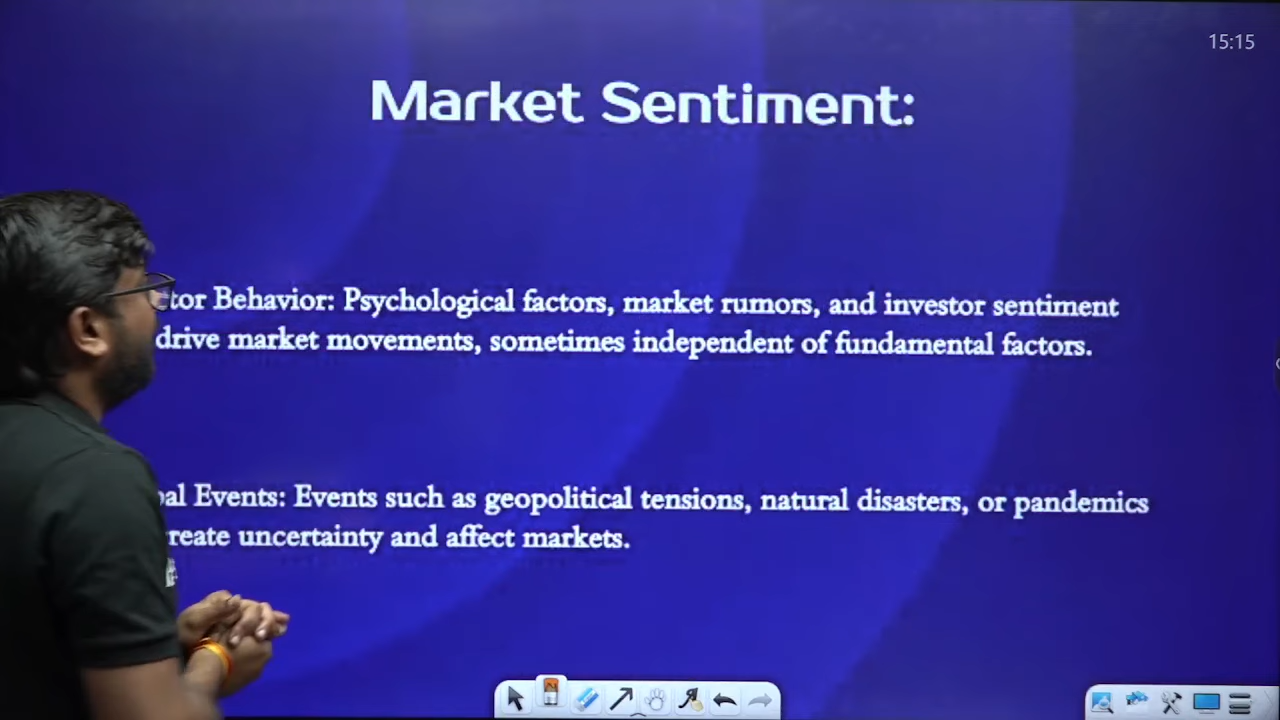 15:15
Market Sentiment:
Behavior: Psychological factors, market rumors, and investor sentiment
drive market movements, sometimes independent of fundamental factors.
Events: Events such as geopolitical tensions, natural disasters, or pandemics
uncertainty and affect markets.